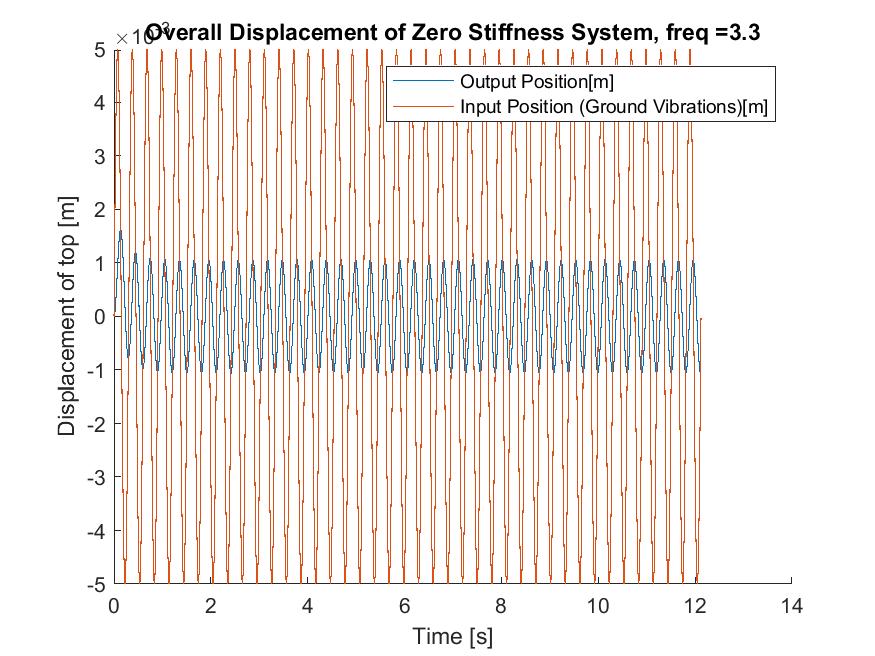 ×10-3
Overall Displacement of Zero Stiffness System, freq =3.3
Output Position[m]
Input Position (Ground Vibrations)[m]
5
4
3
2
1
0
-1
-2
-3
-4
-5
Displacement of top [m]
0 2 4 6 8 10 12 14
Time [s]